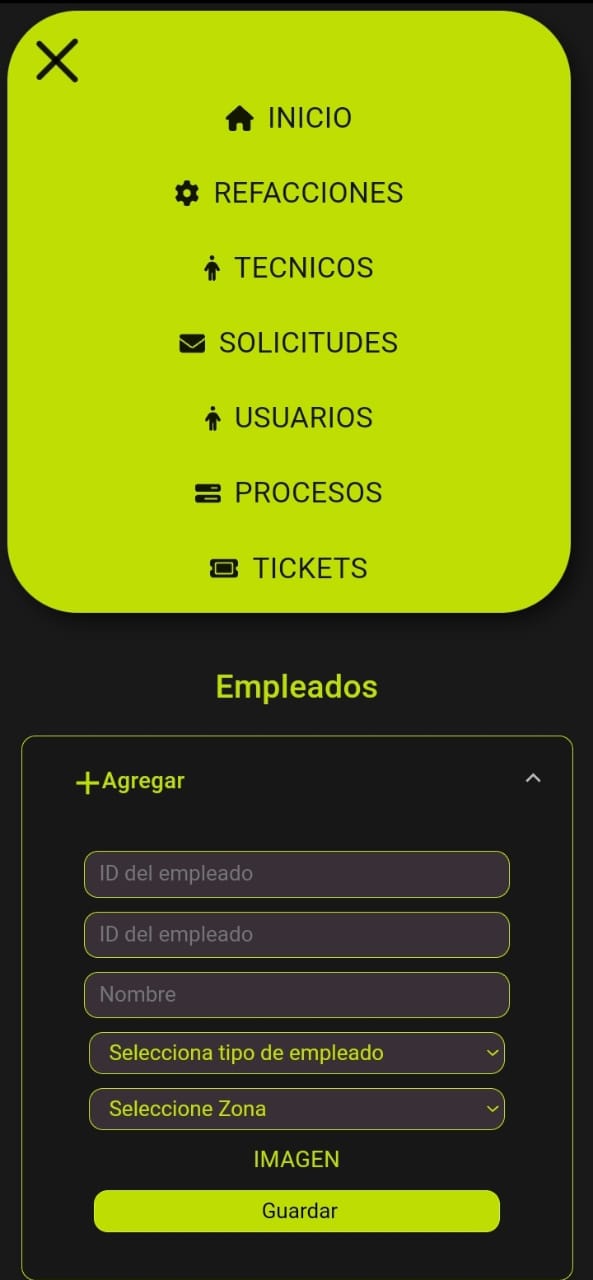 INICIO
REFACCIONES
TECNICOS
SOLICITUDES
USUARIOS
PROCESOS
TICKETS
Empleados
Agregar
ID del empleado
ID del empleado
Nombre
Selecciona tipo de empleado
Seleccione Zona
IMAGEN
Guardar